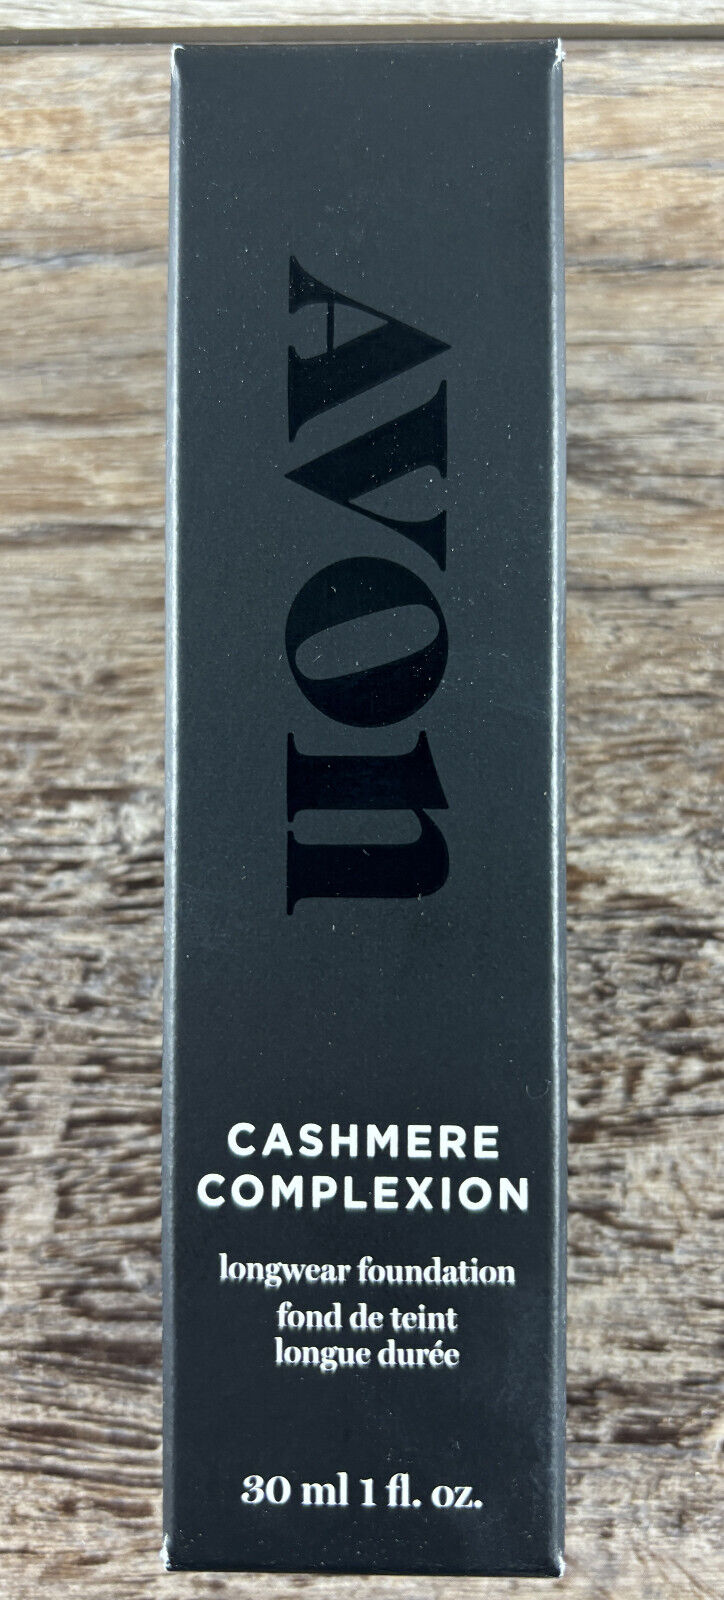 AVON
CASHMERE
COMPLEXION
longwear foundation
fond de teint
longue durée
30 ml 1 fl. oz.